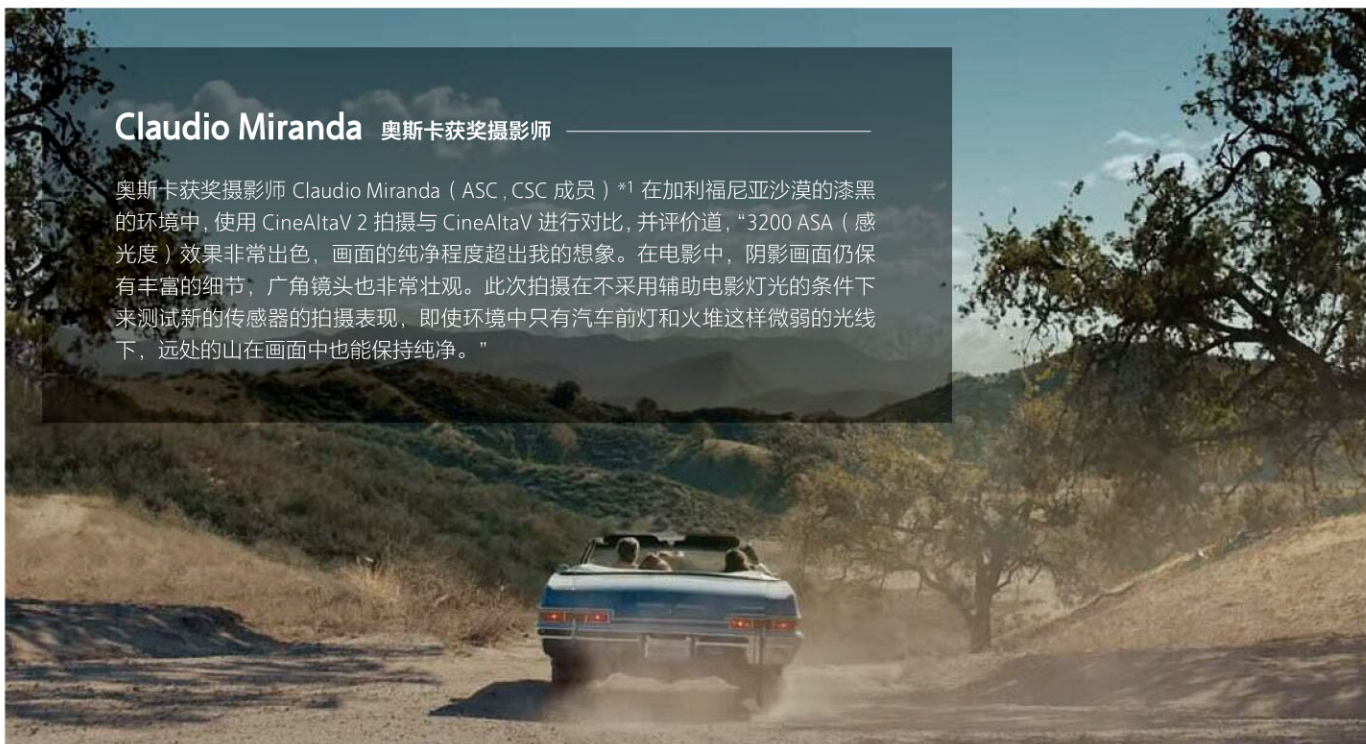 Claudio Miranda 奥斯卡获奖摄影师
奥斯卡获奖摄影师 Claudio Miranda（ASC, CSC 成员）*1 在加利福尼亚沙漠的漆黑
的环境中, 使用 CineAltaV 2 拍摄与 CineAltaV 进行对比, 并评价道, “3200 ASA（感
光度）效果非常出色，画面的纯净程度超出我的想象。在电影中，阴影画面仍保
有丰富的细节，广角镜头也非常壮观。此次拍摄在不采用辅助电影灯光的条件下
来测试新的传感器的拍摄表现，即使环境中只有汽车前灯和火堆这样微弱的光线
下，远处的山在画面中也能保持纯净。”